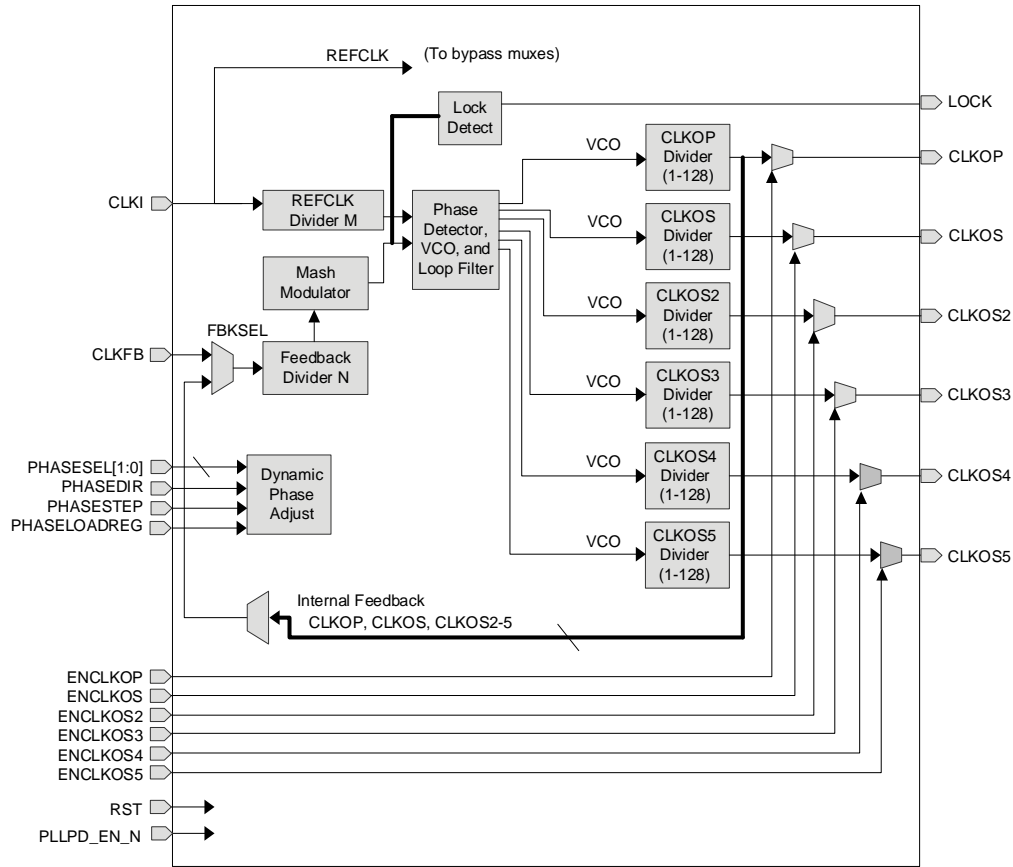 REFCLK
(To bypass muxes)
Lock
Detect
LOCK
VCO
CLKOP
Divider
(1-128)
CLKOP
CLKI
REFCLK
Divider M
Phase
Detector,
VCO, and
Loop Filter
VCO
CLKOS
Divider
(1-128)
CLKOS
Mash
Modulator
VCO
CLKOS2
Divider
(1-128)
CLKOS2
FBKSEL
CLKFB
Feedback
Divider N
VCO
CLKOS3
Divider
(1-128)
CLKOS3
PHASESEL[1:0]
PHASEDIR
PHASESTEP
PHASELOADREG
Dynamic
Phase
Adjust
VCO
CLKOS4
Divider
(1-128)
CLKOS4
VCO
CLKOS5
Divider
(1-128)
CLKOS5
Internal Feedback
CLKOP, CLKOS, CLKOS2-5
ENCLKOP
ENCLKOS
ENCLKOS2
ENCLKOS3
ENCLKOS4
ENCLKOS5
RST
PLLPD_EN_N